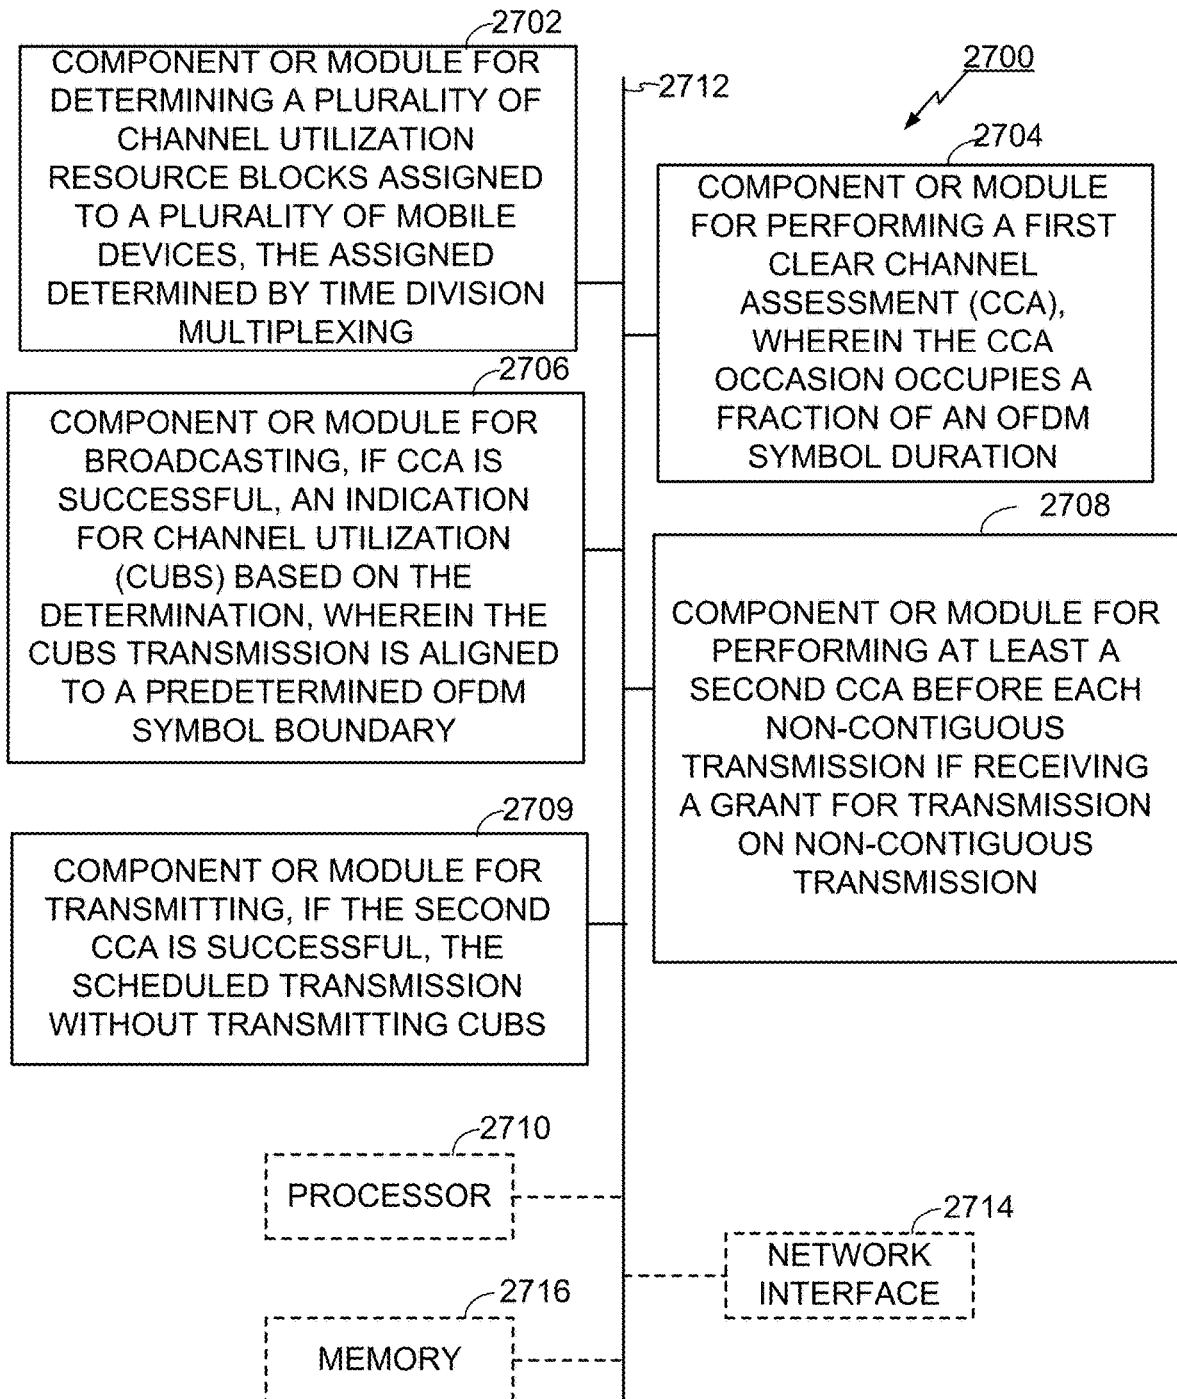 2702
COMPONENT OR MODULE FOR
DETERMINING A PLURALITY OF
CHANNEL UTILIZATION
RESOURCE BLOCKS ASSIGNED
TO A PLURALITY OF MOBILE
DEVICES, THE ASSIGNED
DETERMINED BY TIME DIVISION
MULTIPLEXING
2712
2700
2704
COMPONENT OR MODULE
FOR PERFORMING A FIRST
CLEAR CHANNEL
ASSESSMENT (CCA),
WHEREIN THE CCA
OCCASION OCCUPIES A
FRACTION OF AN OFDM
SYMBOL DURATION
2706
COMPONENT OR MODULE FOR
BROADCASTING, IF CCA IS
SUCCESSFUL, AN INDICATION
FOR CHANNEL UTILIZATION
(CUBS) BASED ON THE
DETERMINATION, WHEREIN THE
CUBS TRANSMISSION IS ALIGNED
TO A PREDETERMINED OFDM
SYMBOL BOUNDARY
2708
COMPONENT OR MODULE FOR
PERFORMING AT LEAST A
SECOND CCA BEFORE EACH
NON-CONTIGUOUS
TRANSMISSION IF RECEIVING
A GRANT FOR TRANSMISSION
ON NON-CONTIGUOUS
TRANSMISSION
2709
COMPONENT OR MODULE FOR
TRANSMITTING, IF THE SECOND
CCA IS SUCCESSFUL, THE
SCHEDULED TRANSMISSION
WITHOUT TRANSMITTING CUBS
2710
PROCESSOR
2714
NETWORK
INTERFACE
2716
MEMORY